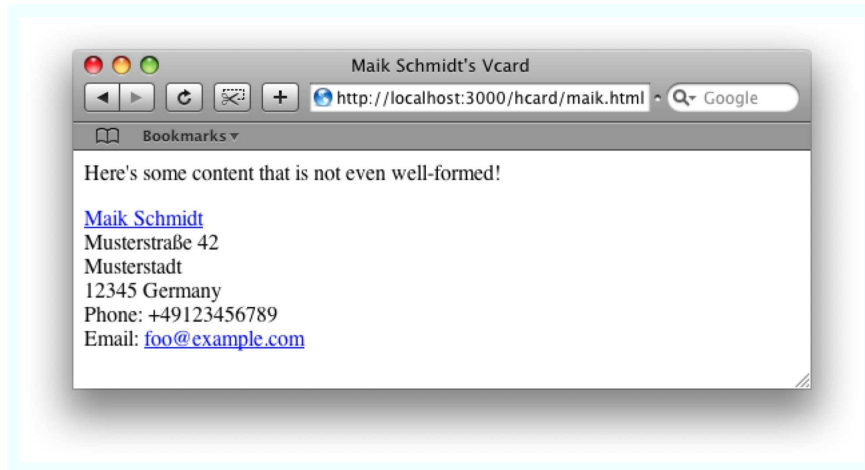 Maik Schmidt's Vcard
http://localhost:3000/hcard/maik.html
Google
Bookmarks
Here's some content that is not even well-formed!
Maik Schmidt
Musterstraße 42
Musterstadt
12345 Germany
Phone: +49123456789
Email: foo@example.com